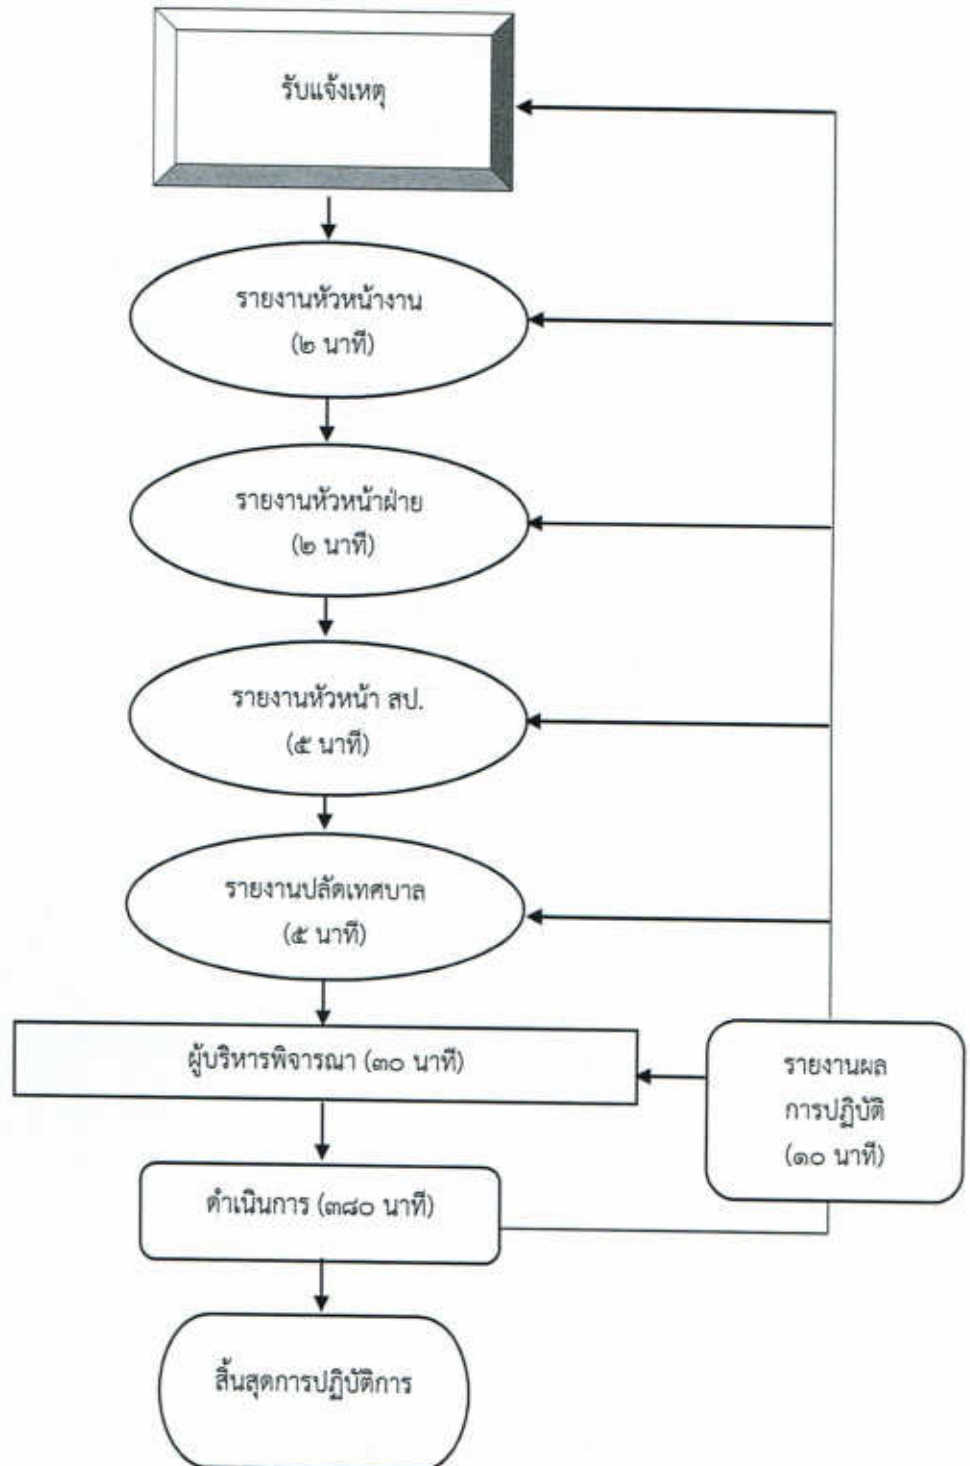 รับแจ้งเหตุ
รายงานหัวหน้างาน
(๒ นาที)
รายงานหัวหน้าฝ่าย
(๒ นาที)
รายงานหัวหน้า สป.
(๕ นาที)
รายงานปลัดเทศบาล
(๕ นาที)
ผู้บริหารพิจารณา (๓๐ นาที)
รายงานผล
การปฏิบัติ
(๑๐ นาที)
ดำเนินการ (๓๘๐ นาที)
สิ้นสุดการปฏิบัติการ